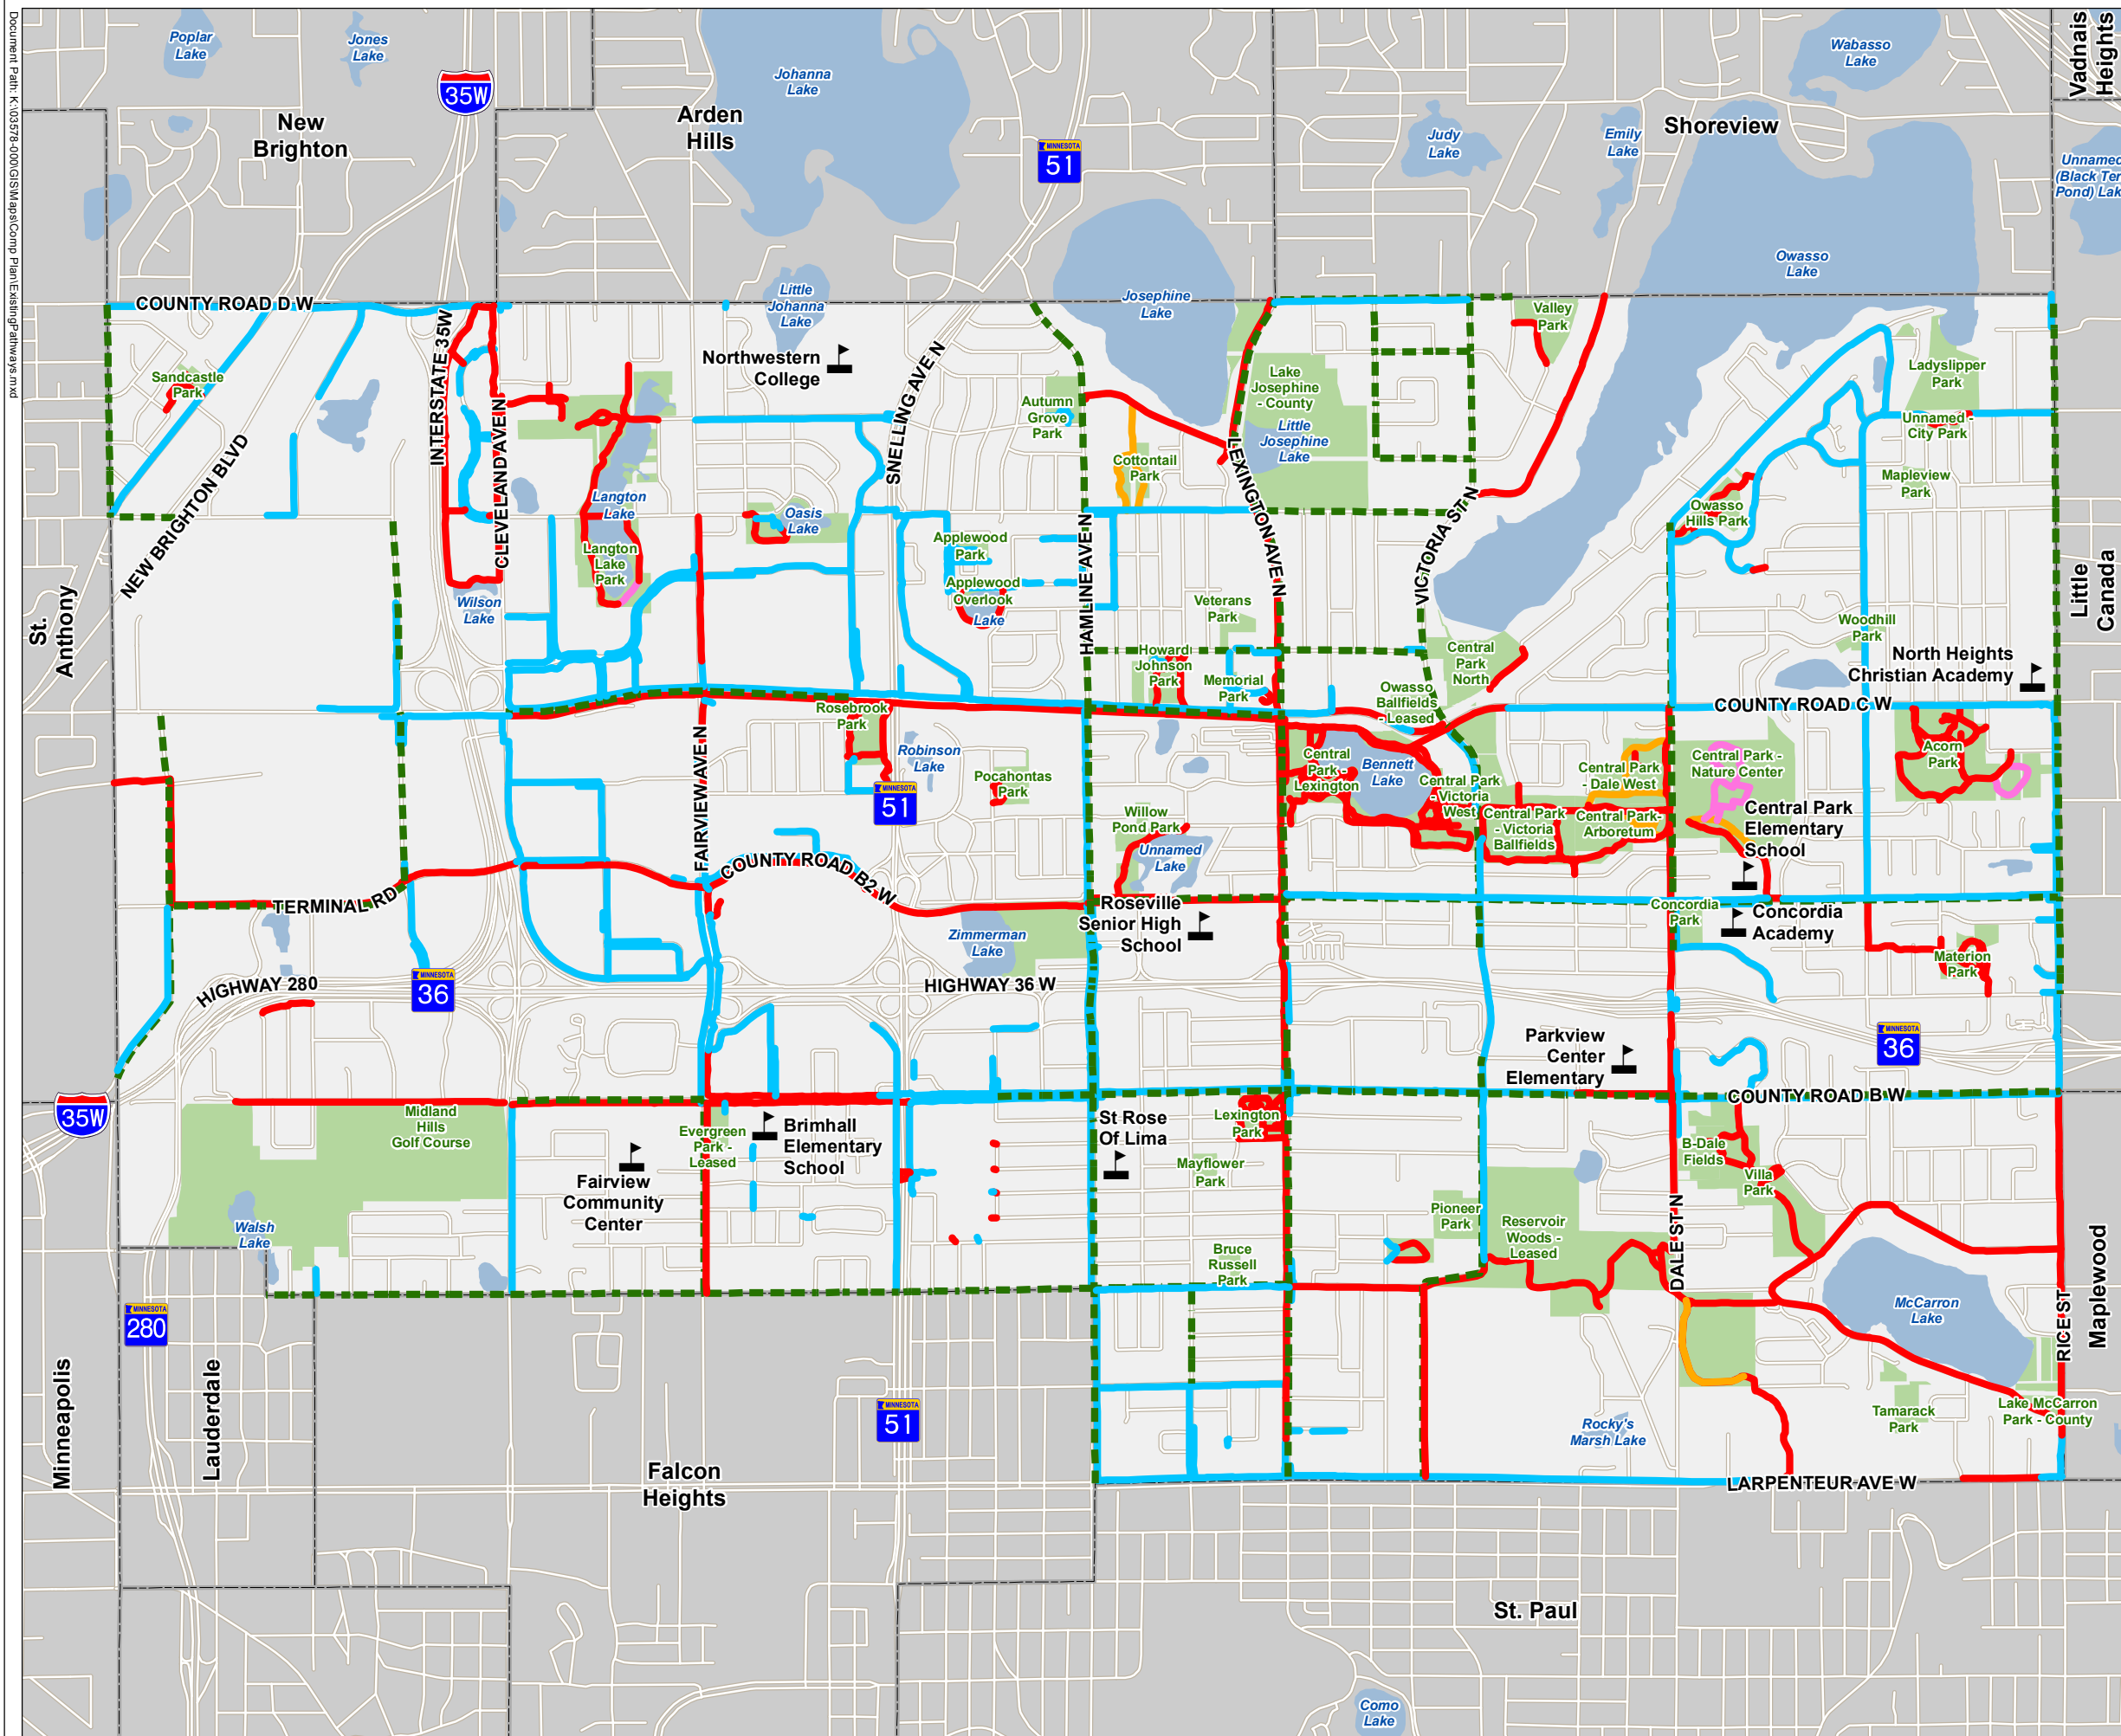 Document Path: K:\03578-000\GIS\Maps\Comp Plan\ExistingPathways.mxd
Poplar
Lake
Jones
Lake
35W
New
Brighton
Johanna
Lake
Arden
Hills
MINNESOTA
51
Judy
Lake
Emily
Lake
Shoreview
Wabasso
Lake
Vadnais
Heights
Unnamed
(Black Ter
Pond) Lak
Owasso
Lake
COUNTY ROAD D W
INTERSTATE 35W
Little
Johanna
Lake
Josephine
Lake
Valley
Park
Northwestern
College
SNELLING AVE N
Sandcastle
Park
Autumn
Grove
Park
Lake
Josephine
- County
Little
Josephine
Lake
Ladyslipper
Park
Unnamed -
City Park
Cottontail
Park
Mapleview
Park
NEW BRIGHTON BLVD
CLEVELAND AVE N
Langton
Lake
Oasis
Lake
LEXINGTON AVE N
VICTORIA ST N
Owasso
Hills Park
Langton
Lake
Park
Applewood
Park
Applewood
Overlook
Lake
HAMLINE AVE N
Wilson
Lake
Veterans
Park
St.
Anthony
Little
Canada
Woodhill
Park
Howard
Johnson
Park
Memorial
Park
Central
Park
North
North Heights
Christian Academy
Owasso
Ballfields
- Leased
COUNTY ROAD C W
Rosebrook
Park
Robinson
Lake
Pocahontas
Park
MINNESOTA
51
FAIRVIEW AVE N
Central
Park -
Lexington
Bennett
Lake
Central Park
- Victoria
West
Central Park
- Dale West
Central Park -
Nature Center
Acorn
Park
Central Park
- Victoria
Ballfields
Central Park-
Arboretum
Central Park
Elementary
School
Willow
Pond Park
Unnamed
Lake
COUNTY ROAD B2 W
TERMINAL RD
Roseville
Senior High
School
Concordia
Park
Concordia
Academy
Zimmerman
Lake
Materion
Park
HIGHWAY 280
MINNESOTA
36
HIGHWAY 36 W
Parkview
Center
Elementary
MINNESOTA
36
COUNTY ROAD B W
35W
Midland
Hills
Golf Course
Evergreen
Park -
Leased
Brimhall
Elementary
School
St Rose
Of Lima
Lexington
Park
Mayflower
Park
B-Dale
Fields
Villa
Park
Fairview
Community
Center
Walsh
Lake
Pioneer
Park
Reservoir
Woods -
Leased
DALE ST N
Bruce
Russell
Park
MINNESOTA
280
McCarron
Lake
RICE ST
Maplewood
Minneapolis
Lauderdale
MINNESOTA
51
Rocky's
Marsh Lake
Tamarack
Park
Lake McCarron
Park - County
Falcon
Heights
LARPENTEUR AVE W
St. Paul
Como
Lake